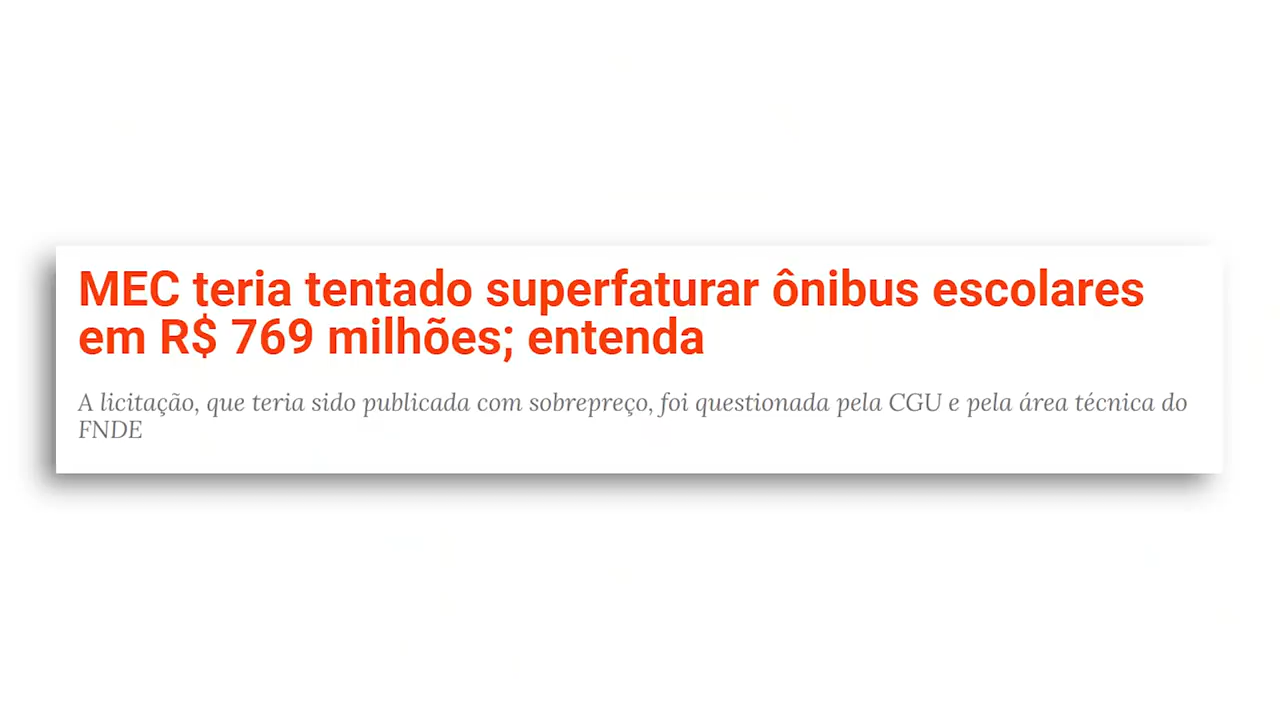 MEC teria tentado superfaturar ônibus escolares
em R$ 769 milhões; entenda
A licitação, que teria sido publicada com sobrepreço, foi questionada pela CGU e pela área técnica do
FNDE